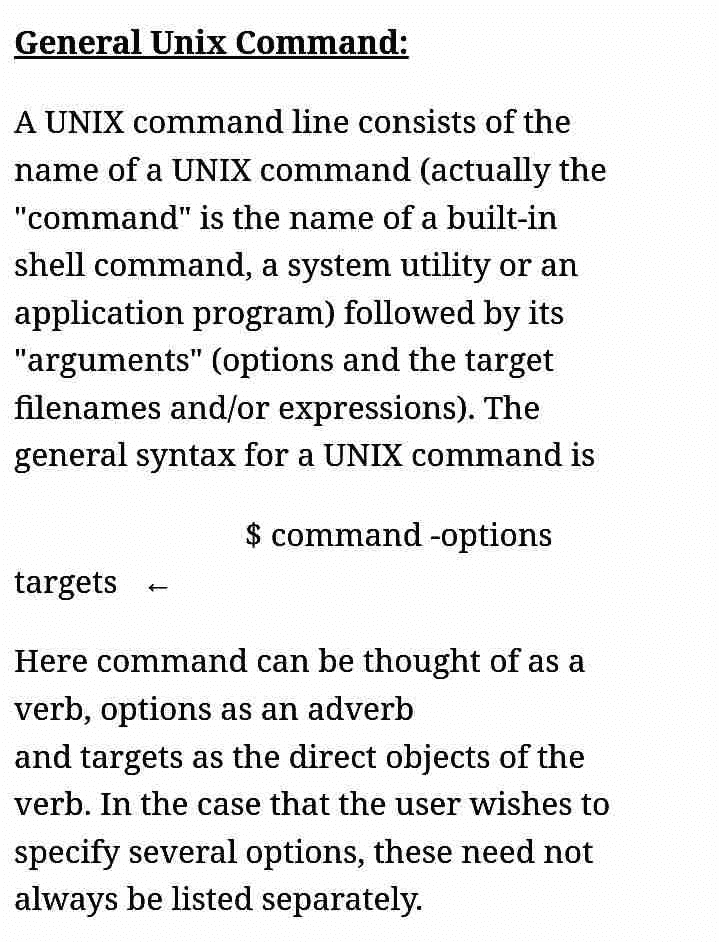 General Unix Command:
A UNIX command line consists of the
name of a UNIX command (actually the
"command" is the name of a built-in
shell command, a system utility or an
application program) followed by its
"arguments" (options and the target
filenames and/or expressions). The
general syntax for a UNIX command is
$ command -options
targets ←
Here command can be thought of as a
verb, options as an adverb
and targets as the direct objects of the
verb. In the case that the user wishes to
specify several options, these need not
always be listed separately.